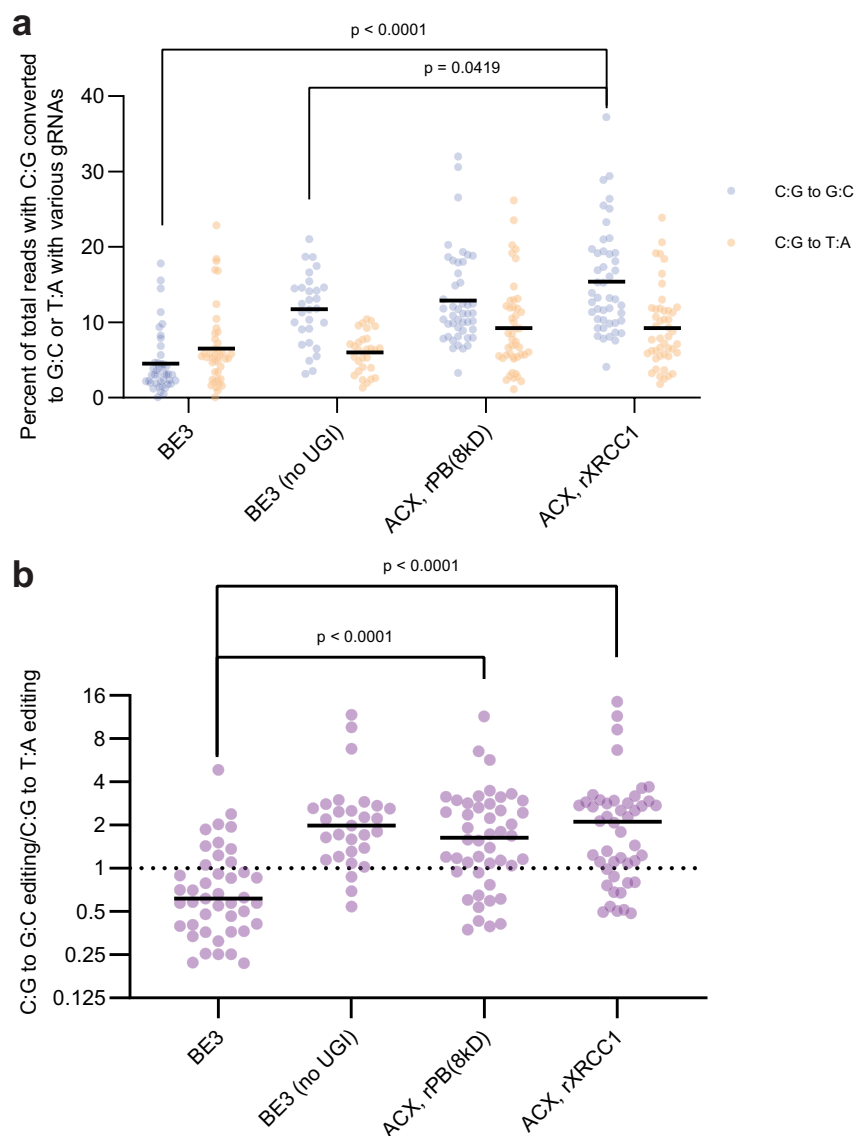 a
p < 0.0001
p = 0.0419
Percent of total reads with C:G converted
to G:C or T:A with various gRNAs
40
30
20
10
0
C:G to G:C
C:G to T:A
BE3
BE3 (no UGI)
ACX, rPB(8kD)
ACX, rXRCC1
b
p < 0.0001
p < 0.0001
C:G to G:C editing/C:G to T:A editing
16
8
4
2
1
0.5
0.25
0.125
BE3
BE3 (no UGI)
ACX, rPB(8kD)
ACX, rXRCC1